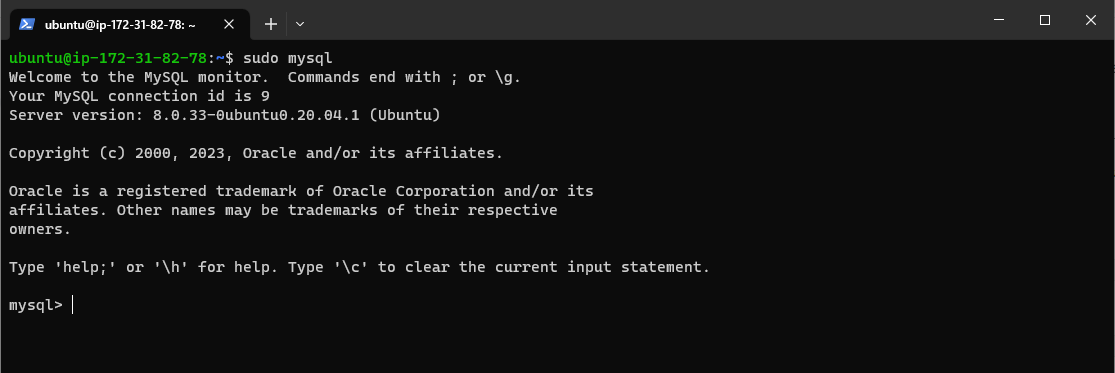 ubuntu@ip-172-31-82-78: ~
ubuntu@ip-172-31-82-78:~$ sudo mysql
Welcome to the MySQL monitor.  Commands end with ; or \g.
Your MySQL connection id is 9
Server version: 8.0.33-0ubuntu0.20.04.1 (Ubuntu)
Copyright (c) 2000, 2023, Oracle and/or its affiliates.
Oracle is a registered trademark of Oracle Corporation and/or its
affiliates. Other names may be trademarks of their respective
owners.
Type 'help;' or '\h' for help. Type '\c' to clear the current input statement.
mysql>